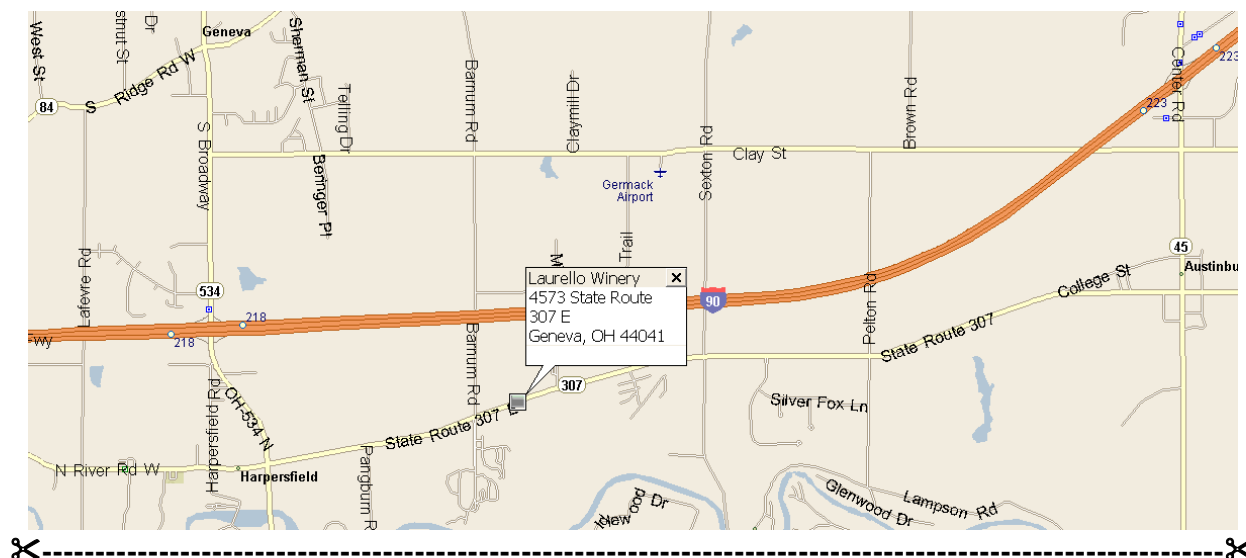 West St
Chestnut St
Dr
Geneva
Sherman St
S Ridge Rd W
84
Telling Dr
Barnum Rd
Claymill Dr
Brown Rd
Center Rd
223
223
S Broadway
Beringer Pl
Clay St
Germack
Airport
Sexton Rd
Trail
Lafevre Rd
534
218
218
Laurello Winery
4573 State Route
307 E
Geneva, OH 44041
90
Pelton Rd
College St
45
Barnum Rd
State Route 307
307
State Route 307 E
Harpersfield Rd
OH-534 N
N River Rd W
Harpersfield
Silver Fox Ln
Glenwood Dr
Lampson Rd